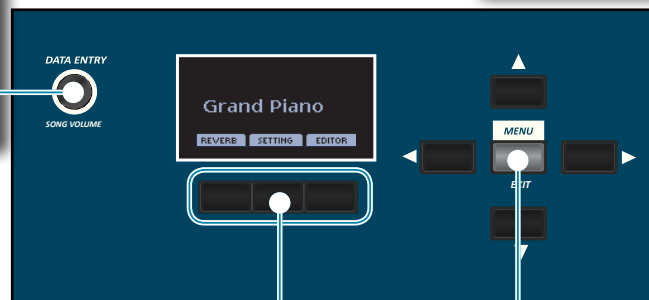 DATA ENTRY
SONG VOLUME
Grand Piano
REVERB SETTING EDITOR
MENU
EXIT